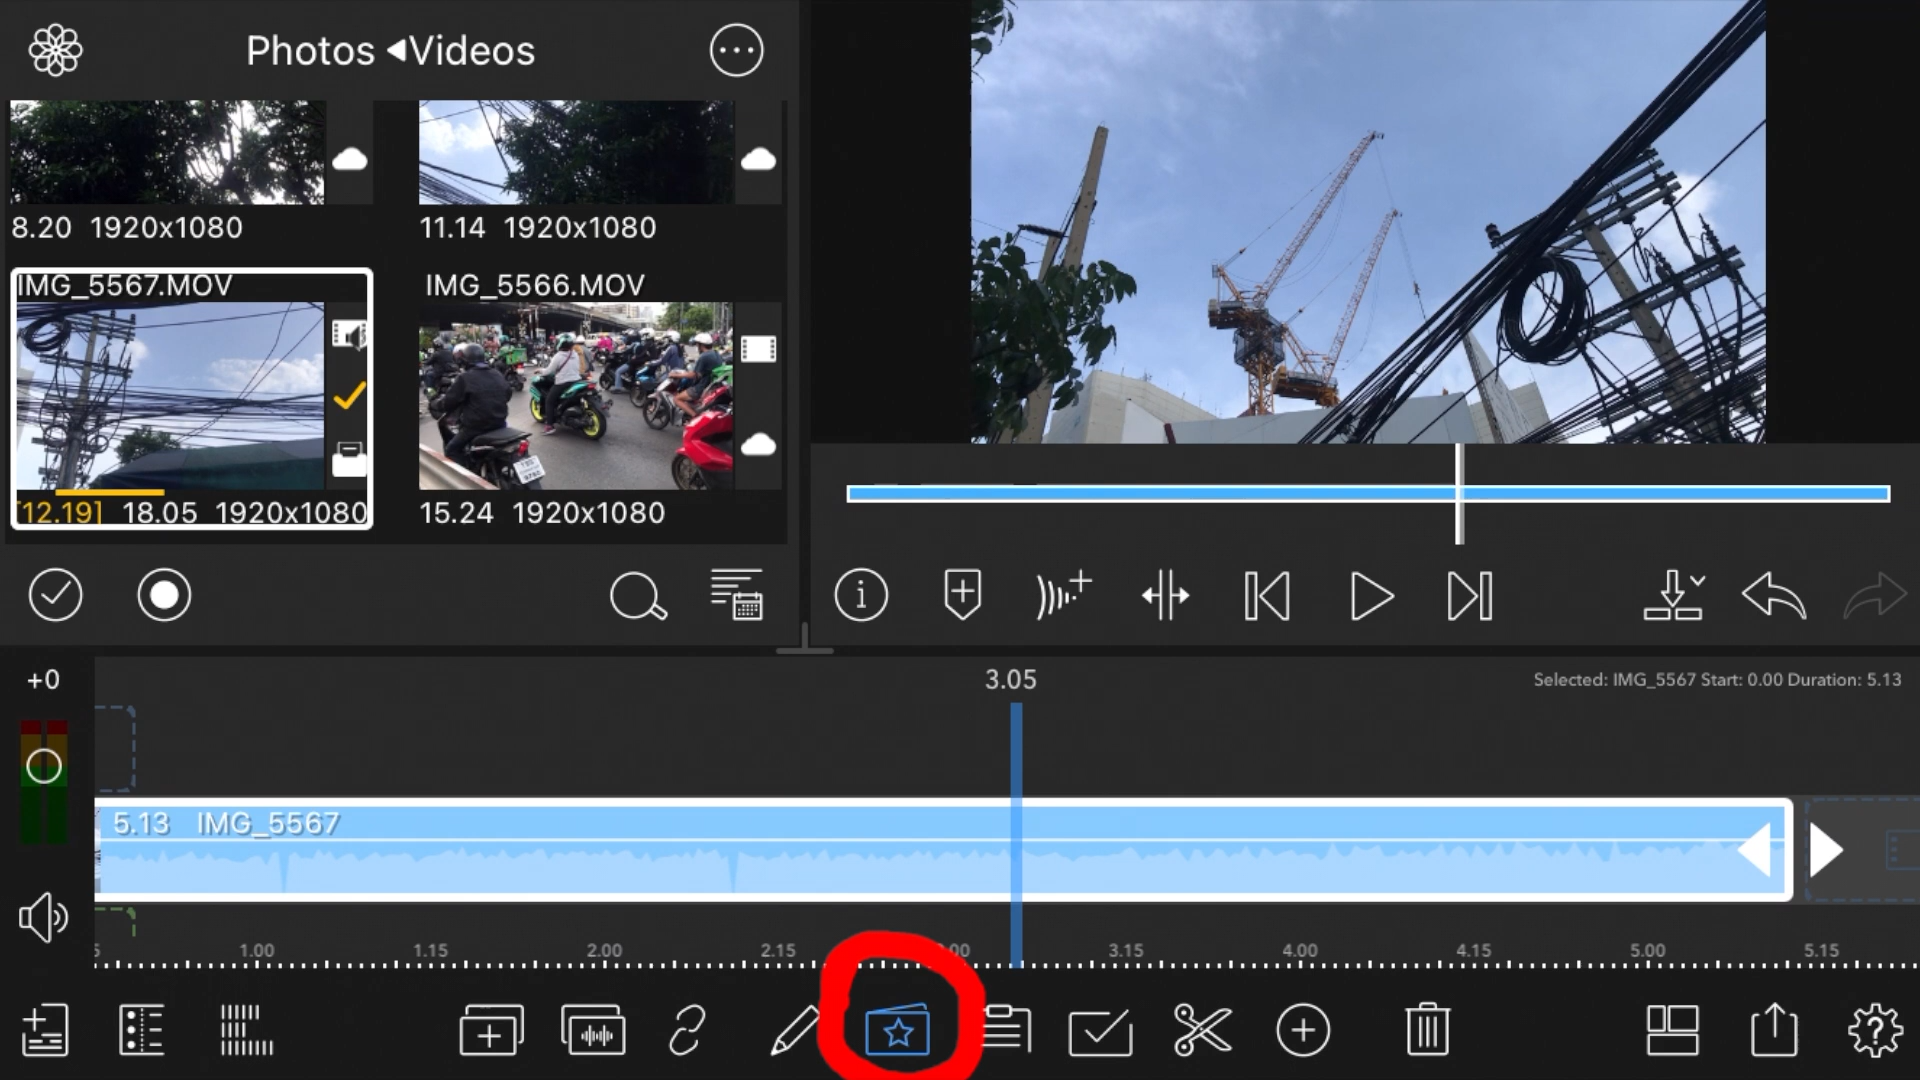 Photos ◀Videos
8.20 1920x1080
11.14 1920x1080
IMG_5567.MOV
IMG_5566.MOV
[12.19] 18.05 1920x1080
15.24 1920x1080
+0
3.05
Selected: IMG_5567 Start: 0.00 Duration: 5.13
5.13 IMG_5567
5 1.00 1.15 2.00 2.15 .00 3.15 4.00 4.15 5.00 5.15